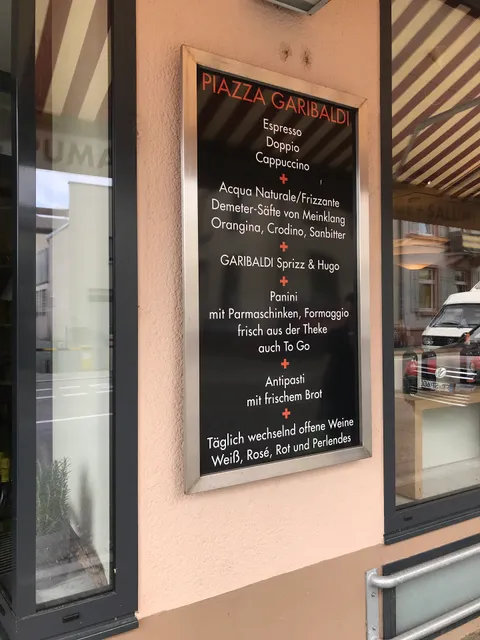 PIAZZA GARIBALDI
Espresso
Doppio
Cappuccino
+
Acqua Naturale/Frizzante
Demeter-Säfte von Meinklang
Orangina, Crodino, Sanbitter
+
GARIBALDI Sprizz & Hugo
+
Panini
mit Parmaschinken, Formaggio
frisch aus der Theke
auch To Go
+
Antipasti
mit frischem Brot
+
Täglich wechselnd offene Weine
Weiß, Rosé, Rot und Perlendes